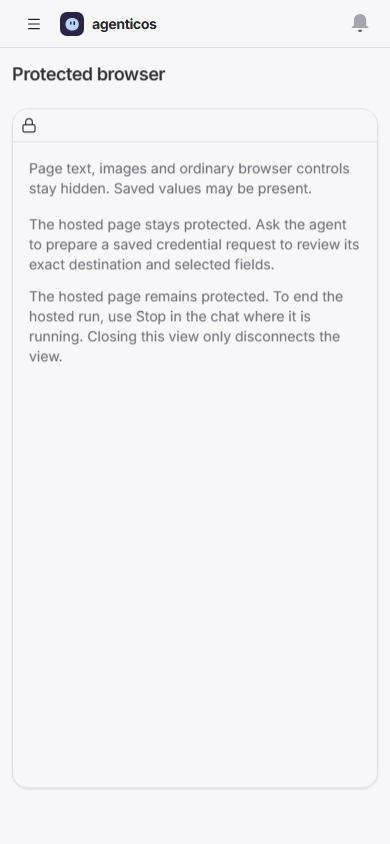 agenticos
Protected browser
Page text, images and ordinary browser controls
stay hidden. Saved values may be present.
The hosted page stays protected. Ask the agent
to prepare a saved credential request to review its
exact destination and selected fields.
The hosted page remains protected. To end the
hosted run, use Stop in the chat where it is
running. Closing this view only disconnects the
view.